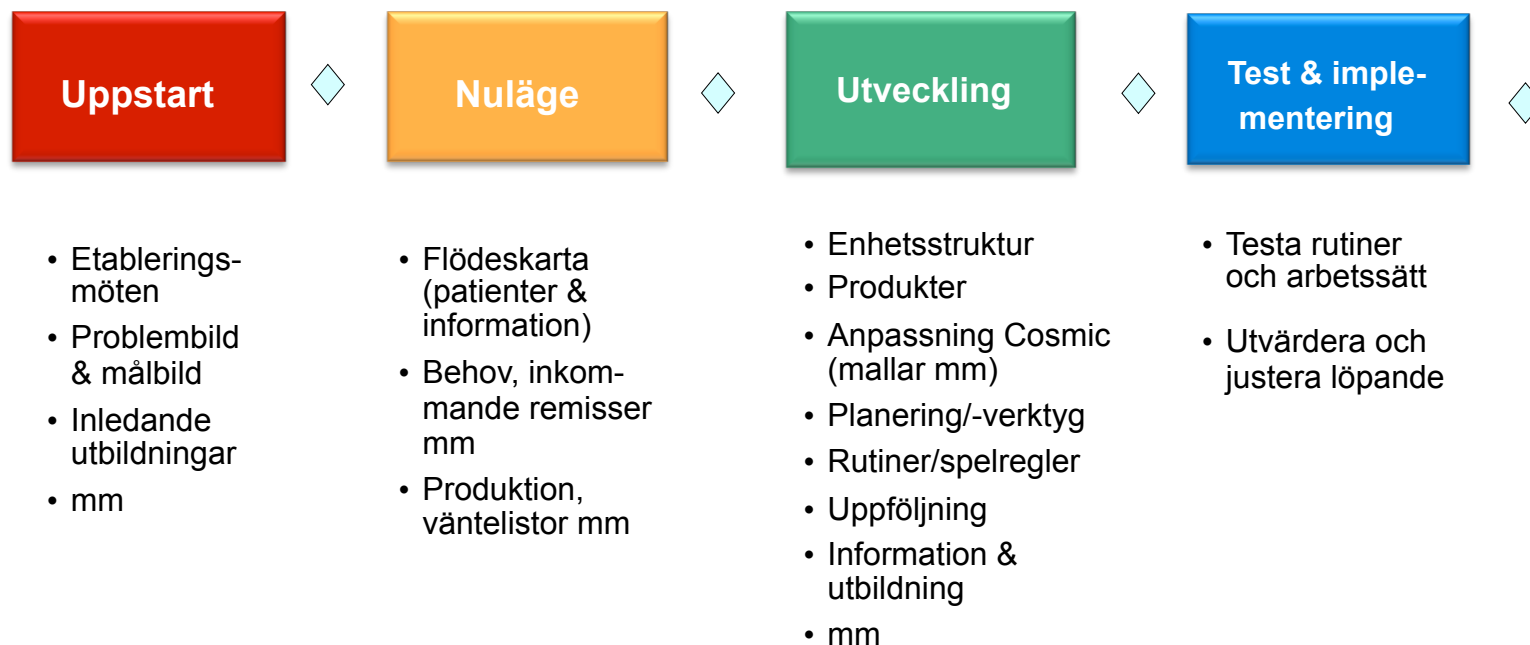 Uppstart
Nuläge
Utveckling
Test & imple-
mentering
• Etablerings-
möten
• Problembild
& målbild
• Inledande
utbildningar
• mm
• Flödeskarta
(patienter &
information)
• Behov, inkom-
mande remisser
mm
• Produktion,
väntelistor mm
• Enhetsstruktur
• Produkter
• Anpassning Cosmic
(mallar mm)
• Planering/-verktyg
• Rutiner/spelregler
• Uppföljning
• Information &
utbildning
• mm
• Testa rutiner
och arbetssätt
• Utvärdera och
justera löpande